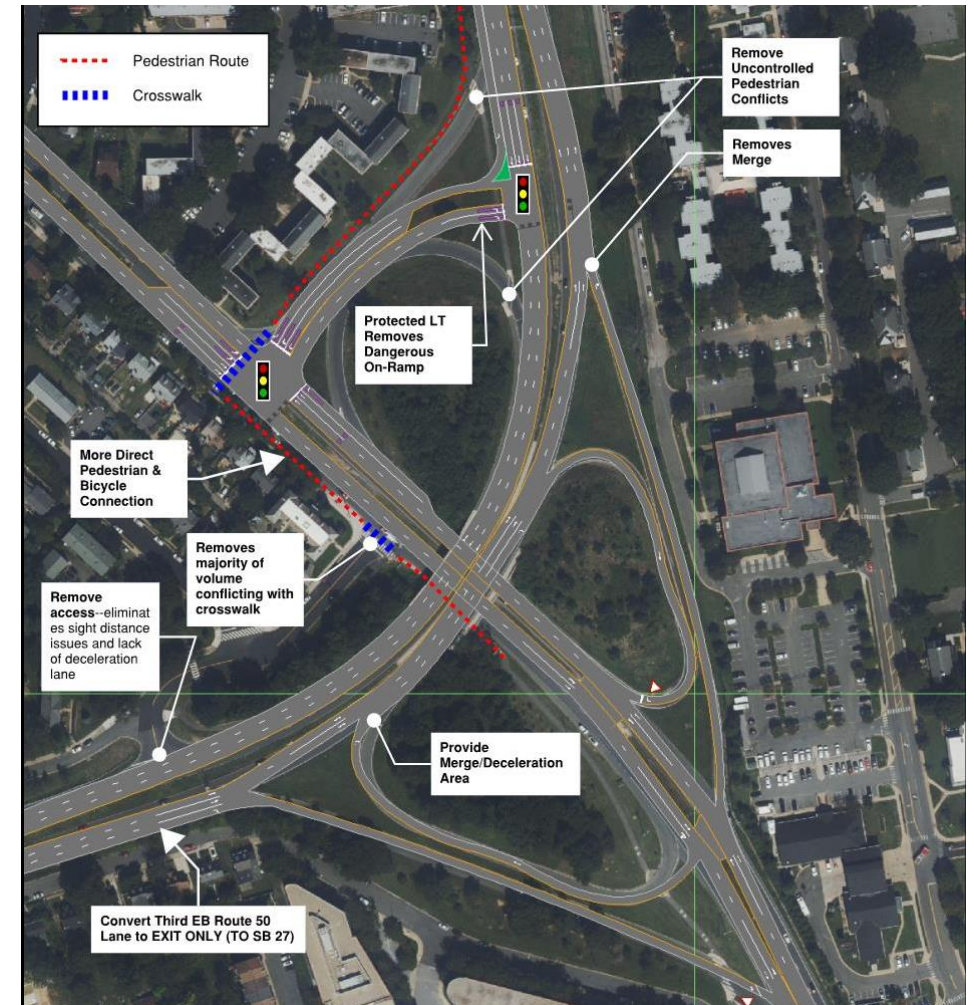 Pedestrian Route
Crosswalk
Remove
Uncontrolled
Pedestrian
Conflicts
Removes
Merge
Protected LT
Removes
Dangerous
On-Ramp
More Direct
Pedestrian &
Bicycle
Connection
Removes
majority of
volume
conflicting with
crosswalk
Remove
access--eliminat
es sight distance
issues and lack
of deceleration
lane
Provide
Merge/Deceleration
Area
Convert Third EB Route 50
Lane to EXIT ONLY (TO SB 27)